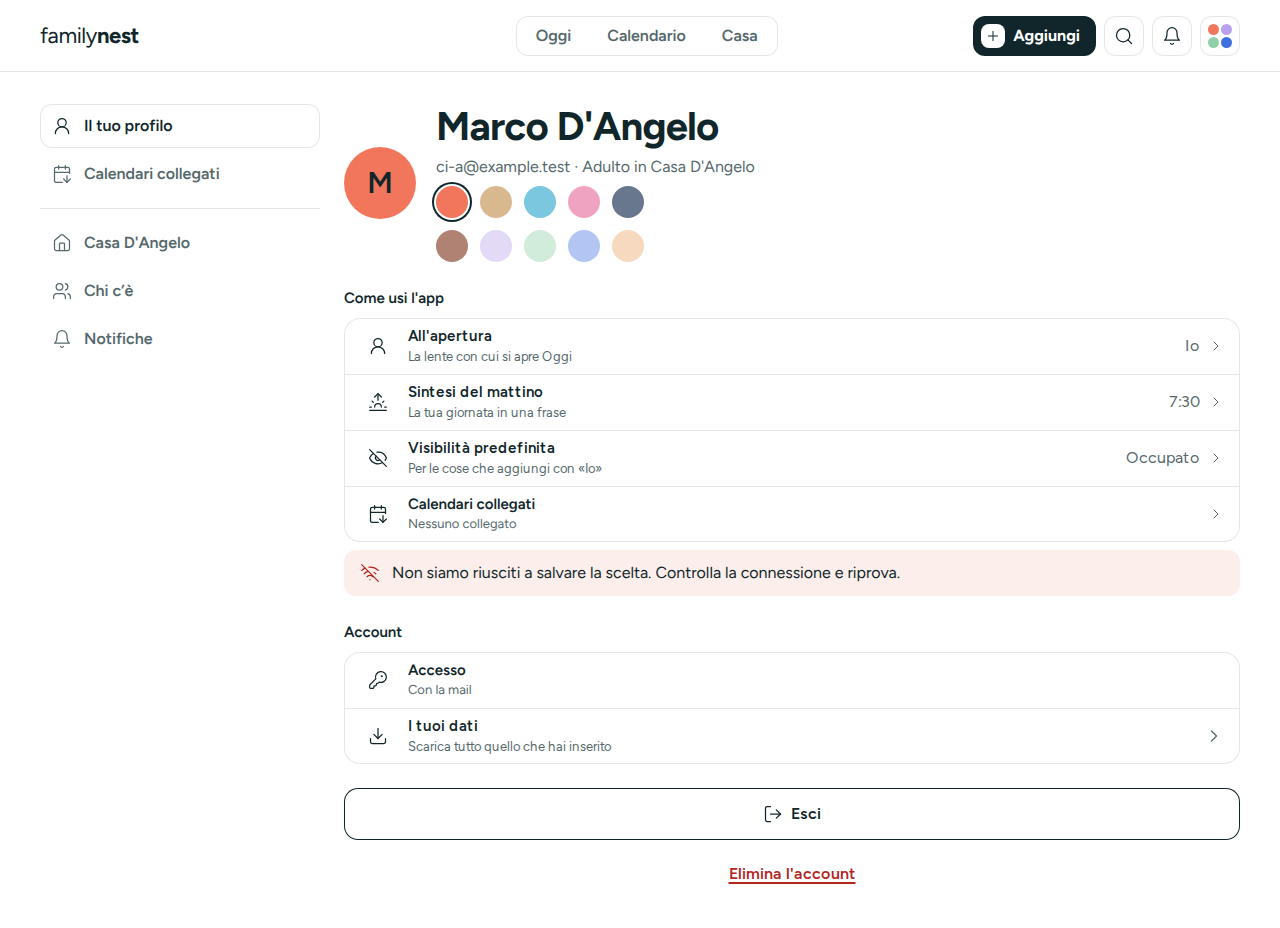 familynest
Oggi
Calendario
Casa
Aggiungi
Il tuo profilo
Calendari collegati
Casa D'Angelo
Chi c’è
Notifiche
Marco D'Angelo
ci-a@example.test · Adulto in Casa D'Angelo
M
Come usi l'app
All'apertura
La lente con cui si apre Oggi
Io
Sintesi del mattino
La tua giornata in una frase
7:30
Visibilità predefinita
Per le cose che aggiungi con «Io»
Occupato
Calendari collegati
Nessuno collegato
Non siamo riusciti a salvare la scelta. Controlla la connessione e riprova.
Account
Accesso
Con la mail
I tuoi dati
Scarica tutto quello che hai inserito
Esci
Elimina l'account